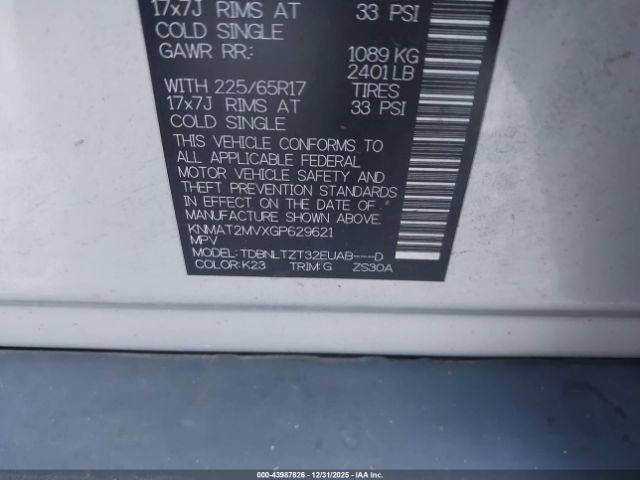 17x7J RIMS AT 33 PSI
COLD SINGLE
GAWR RR: 1089 KG
2401 LB
WITH 225/65R17 TIRES
17x7J RIMS AT 33 PSI
COLD SINGLE
THIS VEHICLE CONFORMS TO
ALL APPLICABLE FEDERAL
MOTOR VEHICLE SAFETY AND
THEFT PREVENTION STANDARDS
IN EFFECT ON THE DATE OF
MANUFACTURE SHOWN ABOVE.
KNMAT2MVXGP629621
MPV
MODEL: TDBNLTZT32EUAB----D
COLOR: K23 TRIM: G ZS30A
000-43987826 - 12/31/2025 - COPYRIGHT © IAA, LLC